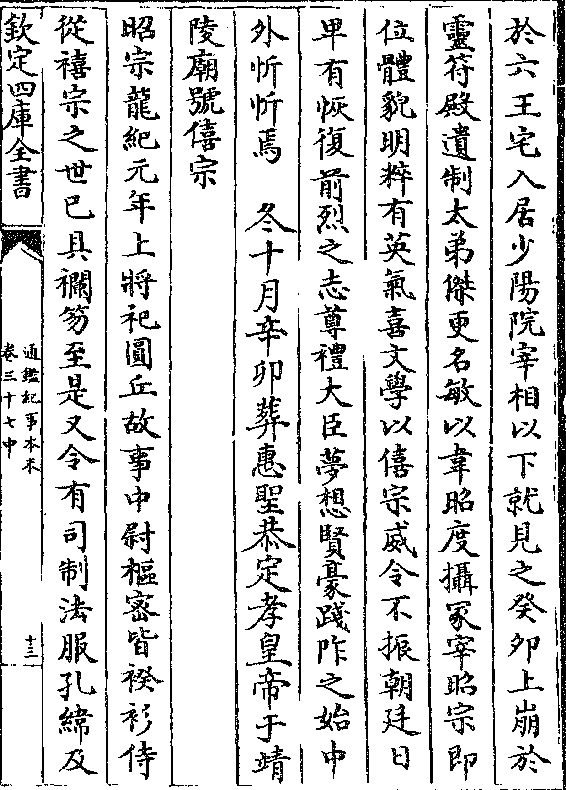 於六王宅入居少陽院宰相以下就見之癸卯上崩於
靈符殿遺制太弟傑更名敏以韋昭度攝冢宰昭宗即
位體貌明粹有英氣喜文學以僖宗威令不振朝廷日
卑有恢復前烈之志尊禮大臣夢想賢豪踐阼之始中
外忻忻焉　冬十月辛卯葬惠聖恭定孝皇帝于靖
陵廟號僖宗
昭宗龍紀元年上將祀圓丘故事中尉樞密皆𧘂衫侍
從禧宗之世已具襴笏至是又令有司制法服孔緯及
欽定四庫全書
通鑑紀事本末
卷三十七中
十三